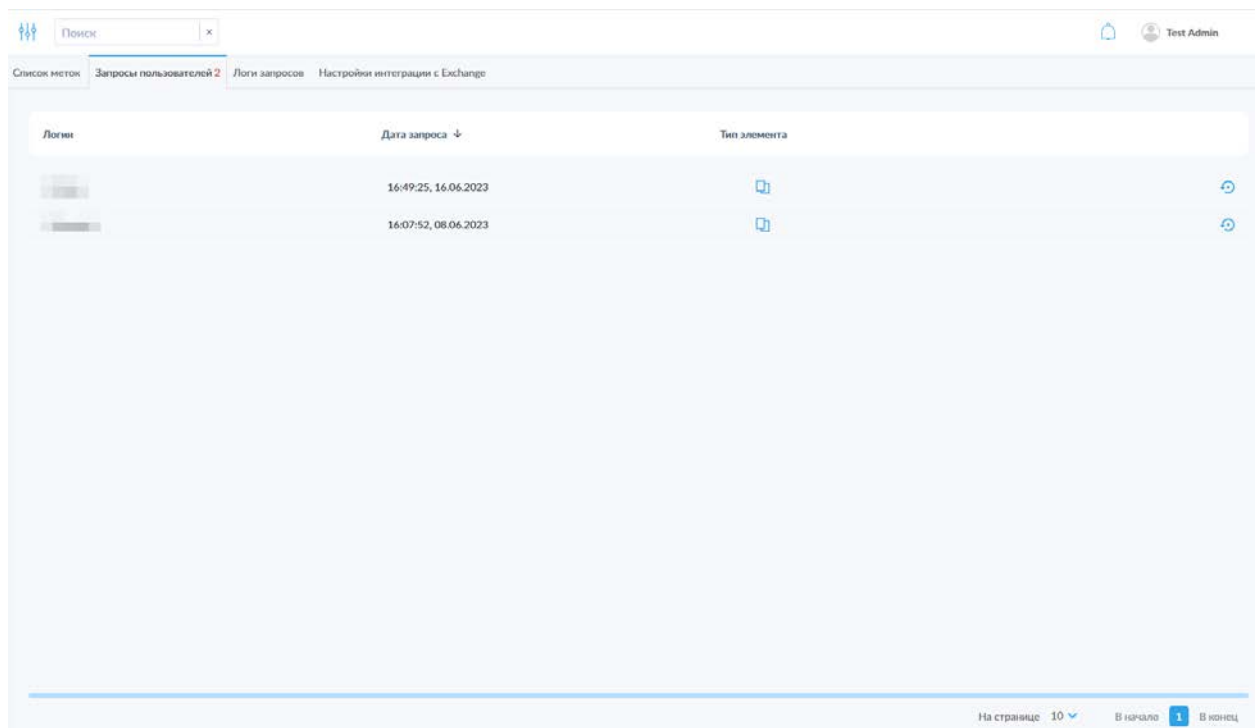 Поиск ×
Test Admin
Список меток Запросы пользователей 2 Логи запросов Настройки интеграции с Exchange
Логин Дата запроса ↓ Тип элемента
16:49:25, 16.06.2023
16:07:52, 08.06.2023
На странице 10 В начало 1 В конец